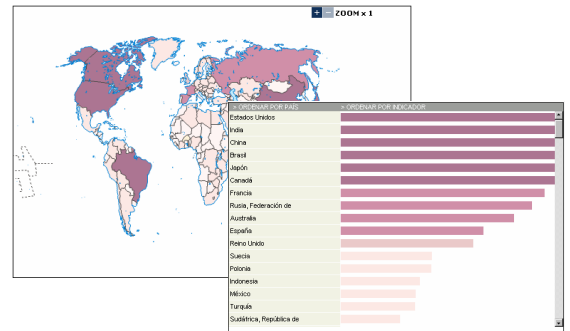 + − ZOOM x 1
» ORDENAR POR PAÍS » ORDENAR POR INDICADOR
Estados Unidos
India
China
Brasil
Japón
Canadá
Francia
Rusia, Federación de
Australia
España
Reino Unido
Suecia
Polonia
Indonesia
México
Turquía
Sudáfrica, República de